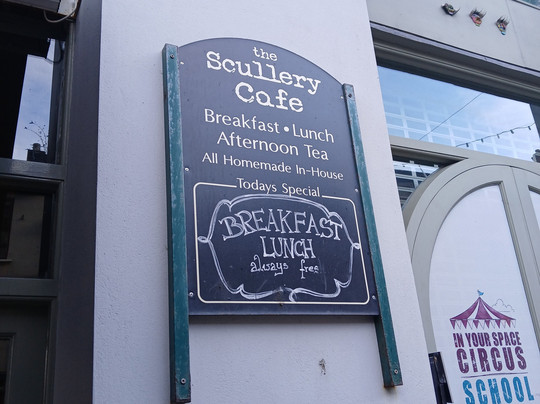 the
Scullery
Cafe
Breakfast • Lunch
Afternoon Tea
All Homemade In-House
Todays Special
BREAKFAST
LUNCH
always free
IN YOUR SPACE
CIRCUS
SCHOOL